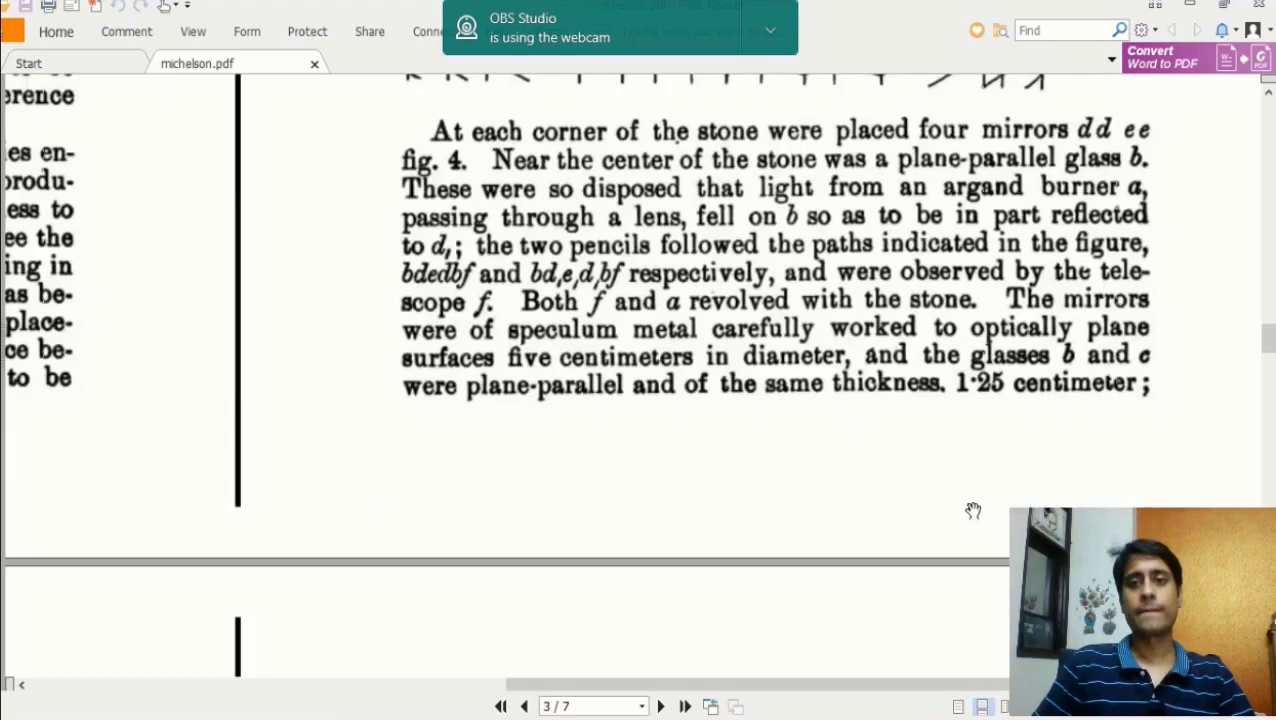 OBS Studio
is using the webcam
Find
Home
Comment
View
Form
Protect
Share
Convert
Word to PDF
Start
michelson.pdf
erence
es en-
produ-
ess to
ee the
ing in
as be-
place-
ce be-
to be
At each corner of the stone were placed four mirrors d d e e
fig. 4. Near the center of the stone was a plane-parallel glass b.
These were so disposed that light from an argand burner a,
passing through a lens, fell on b so as to be in part reflected
to d,; the two pencils followed the paths indicated in the figure,
bdedbf and bd,e,d,bf respectively, and were observed by the tele-
scope f. Both f and a revolved with the stone. The mirrors
were of speculum metal carefully worked to optically plane
surfaces five centimeters in diameter, and the glasses b and c
were plane-parallel and of the same thickness, 1·25 centimeter;
3 / 7